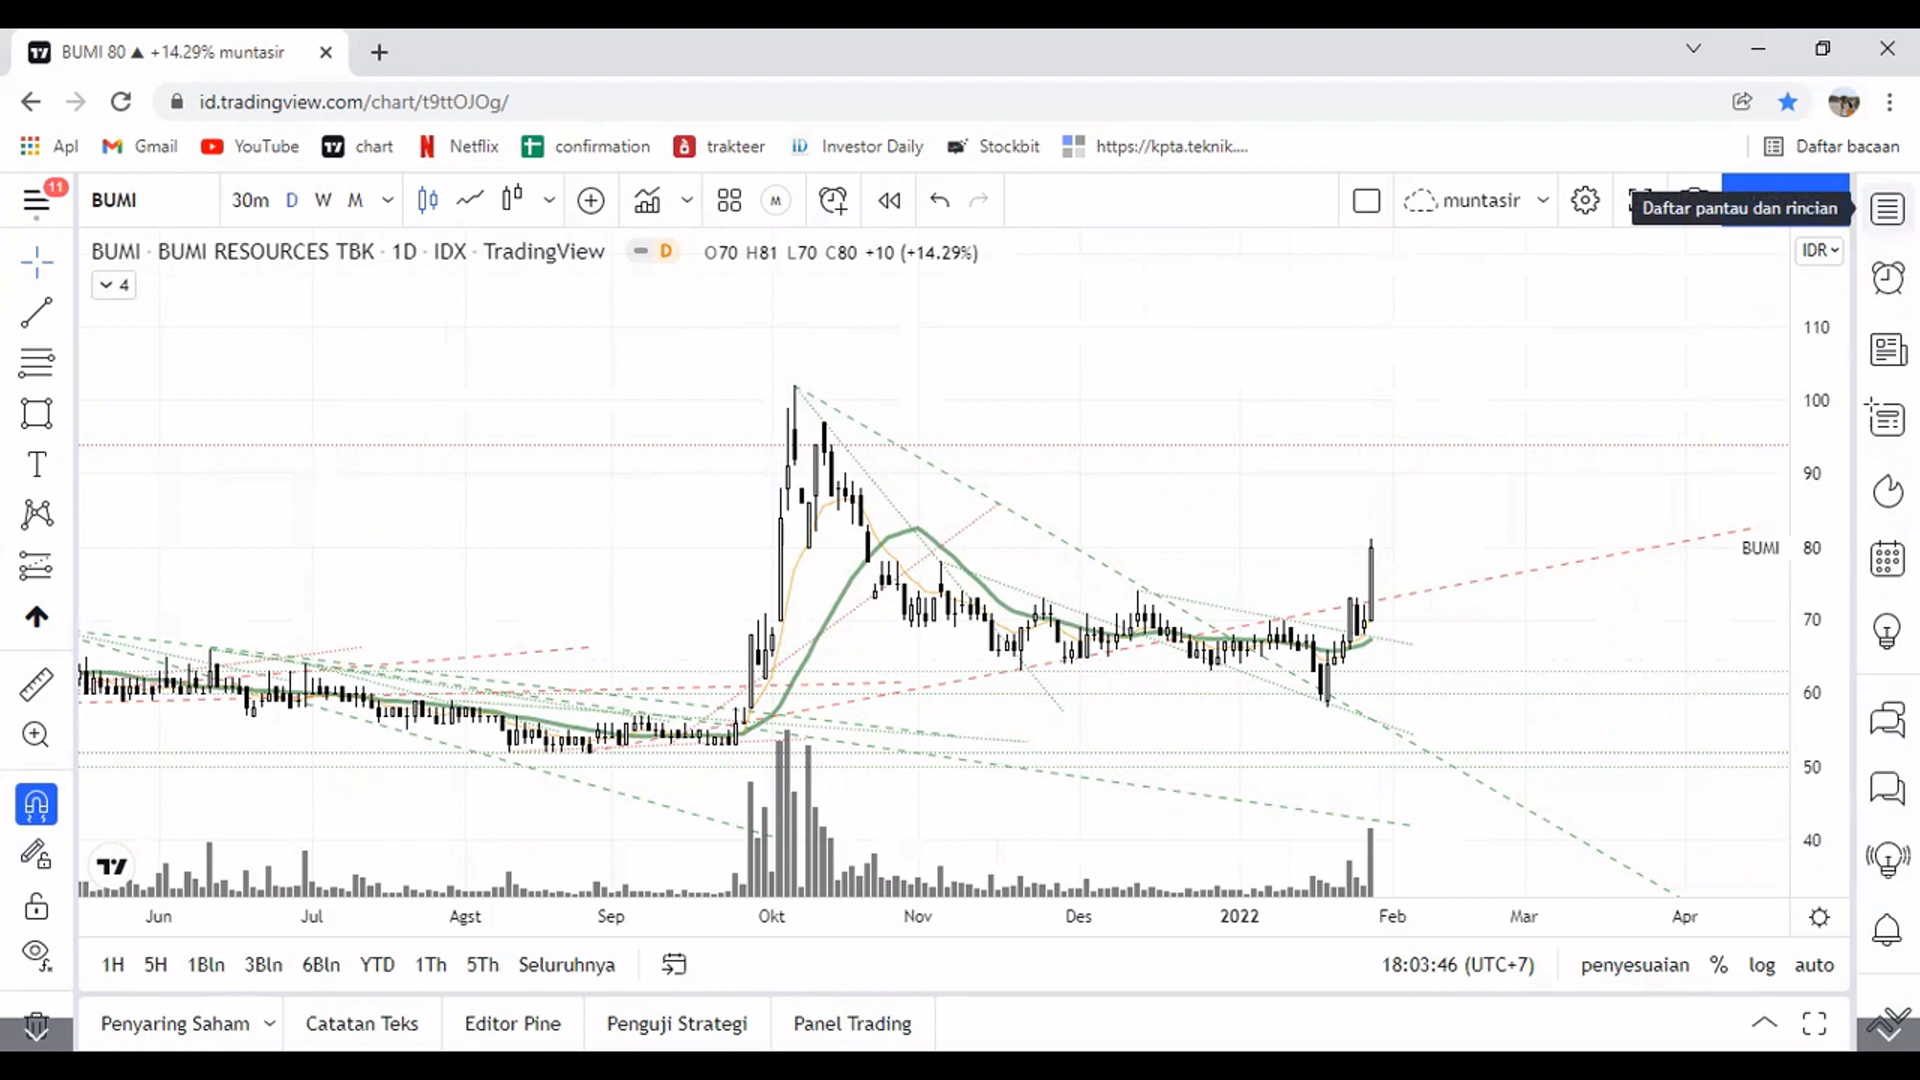 BUMI 80 ▲ +14.29% muntasir
id.tradingview.com/chart/t9ttOJOg/
Apl Gmail YouTube chart Netflix confirmation trakteer Investor Daily Stockbit https://kpta.teknik.... Daftar bacaan
11
BUMI 30m D W M M muntasir
Daftar pantau dan rincian
BUMI · BUMI RESOURCES TBK · 1D · IDX · TradingView D O70 H81 L70 C80 +10 (+14.29%) IDR
4
110
100
90
BUMI 80
70
60
50
40
Jun Jul Agst Sep Okt Nov Des 2022 Feb Mar Apr
1H 5H 1Bln 3Bln 6Bln YTD 1Th 5Th Seluruhnya 18:03:46 (UTC+7) penyesuaian % log auto
Penyaring Saham Catatan Teks Editor Pine Penguji Strategi Panel Trading